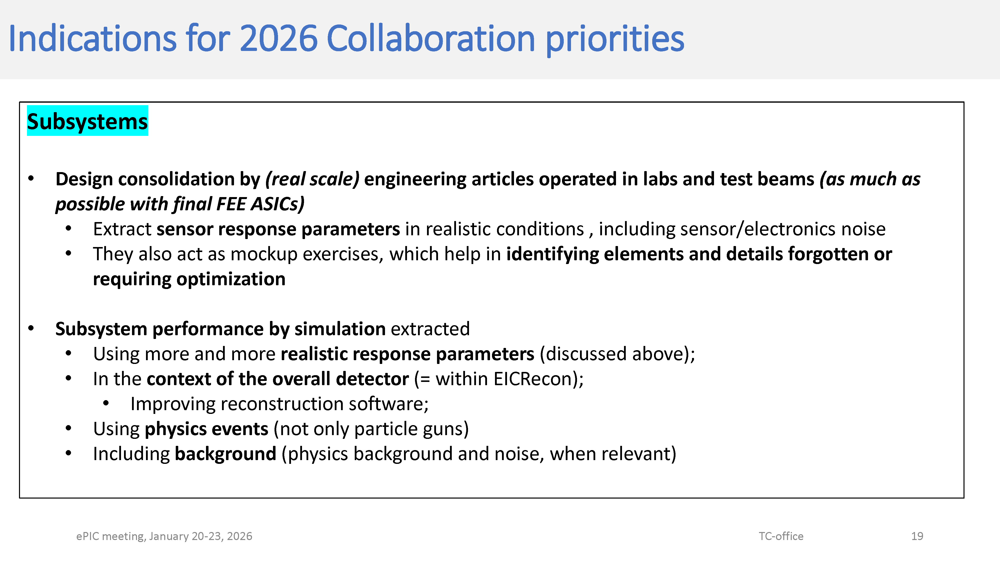 Indications for 2026 Collaboration priorities
Subsystems
• Design consolidation by (real scale) engineering articles operated in labs and test beams (as much as
possible with final FEE ASICs)
• Extract sensor response parameters in realistic conditions , including sensor/electronics noise
• They also act as mockup exercises, which help in identifying elements and details forgotten or
requiring optimization
• Subsystem performance by simulation extracted
• Using more and more realistic response parameters (discussed above);
• In the context of the overall detector (= within EICRecon);
• Improving reconstruction software;
• Using physics events (not only particle guns)
• Including background (physics background and noise, when relevant)
ePIC meeting, January 20-23, 2026
TC-office
19